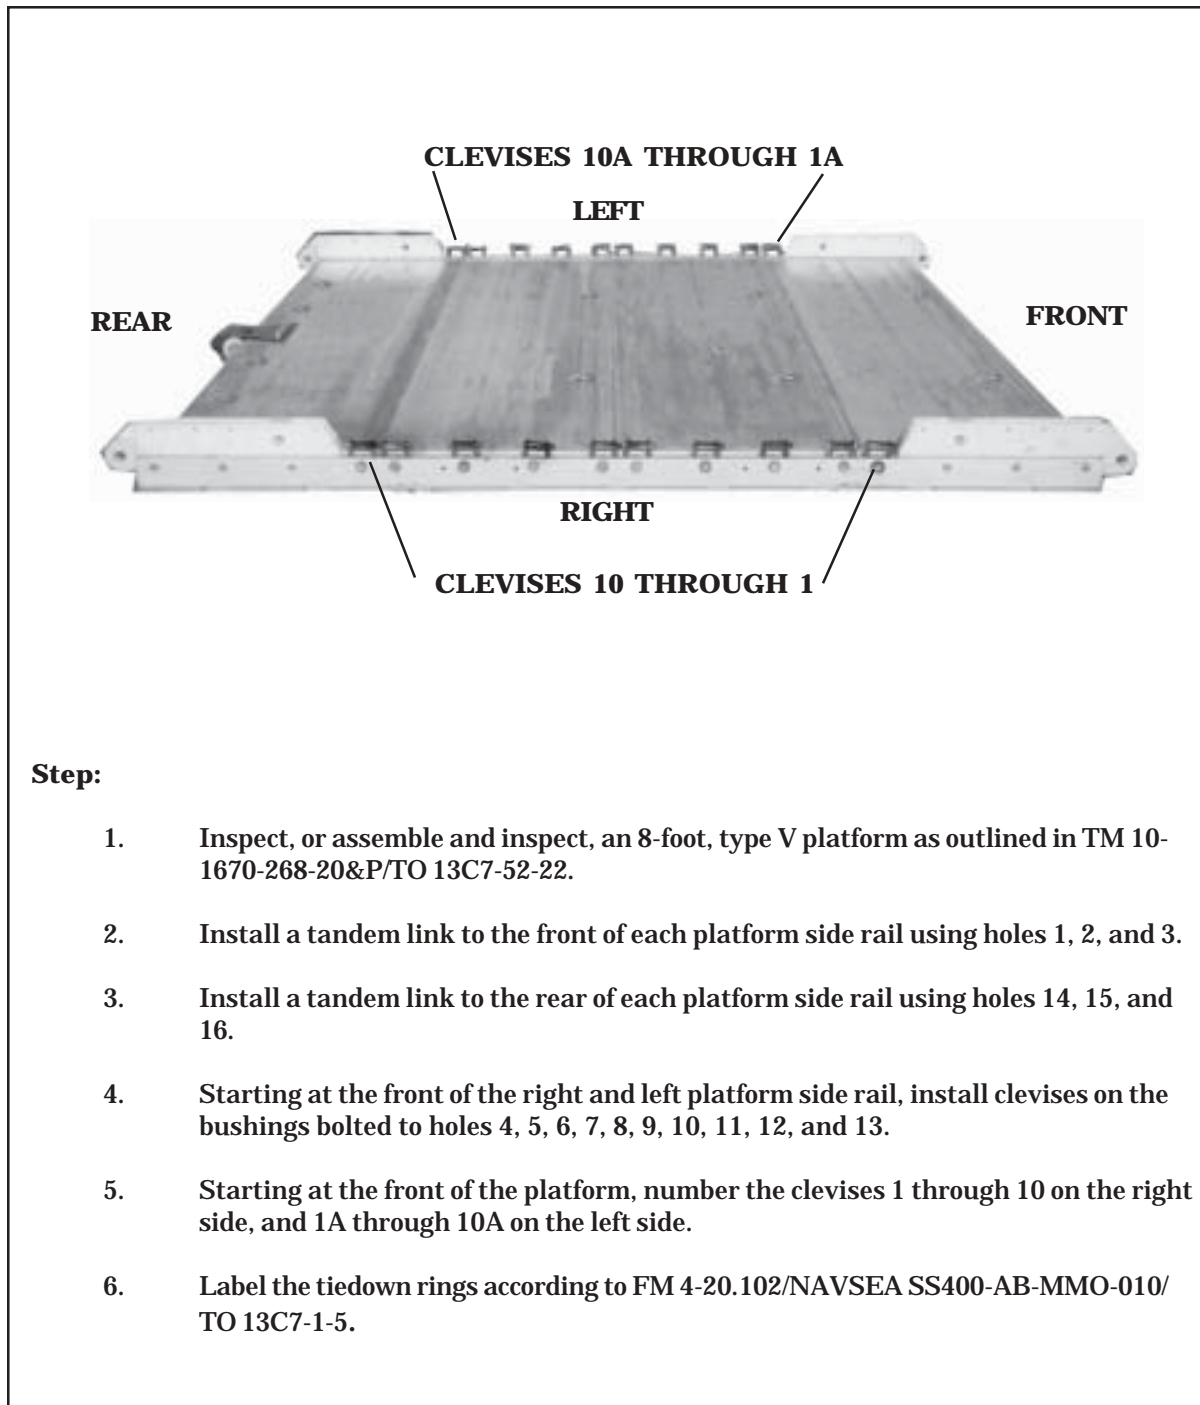 CLEVISES 10A THROUGH 1A
LEFT
REAR
FRONT
RIGHT
CLEVISES 10 THROUGH 1
Step:
1. Inspect, or assemble and inspect, an 8-foot, type V platform as outlined in TM 10-
1670-268-20&P/TO 13C7-52-22.
2. Install a tandem link to the front of each platform side rail using holes 1, 2, and 3.
3. Install a tandem link to the rear of each platform side rail using holes 14, 15, and
16.
4. Starting at the front of the right and left platform side rail, install clevises on the
bushings bolted to holes 4, 5, 6, 7, 8, 9, 10, 11, 12, and 13.
5. Starting at the front of the platform, number the clevises 1 through 10 on the right
side, and 1A through 10A on the left side.
6. Label the tiedown rings according to FM 4-20.102/NAVSEA SS400-AB-MMO-010/
TO 13C7-1-5.